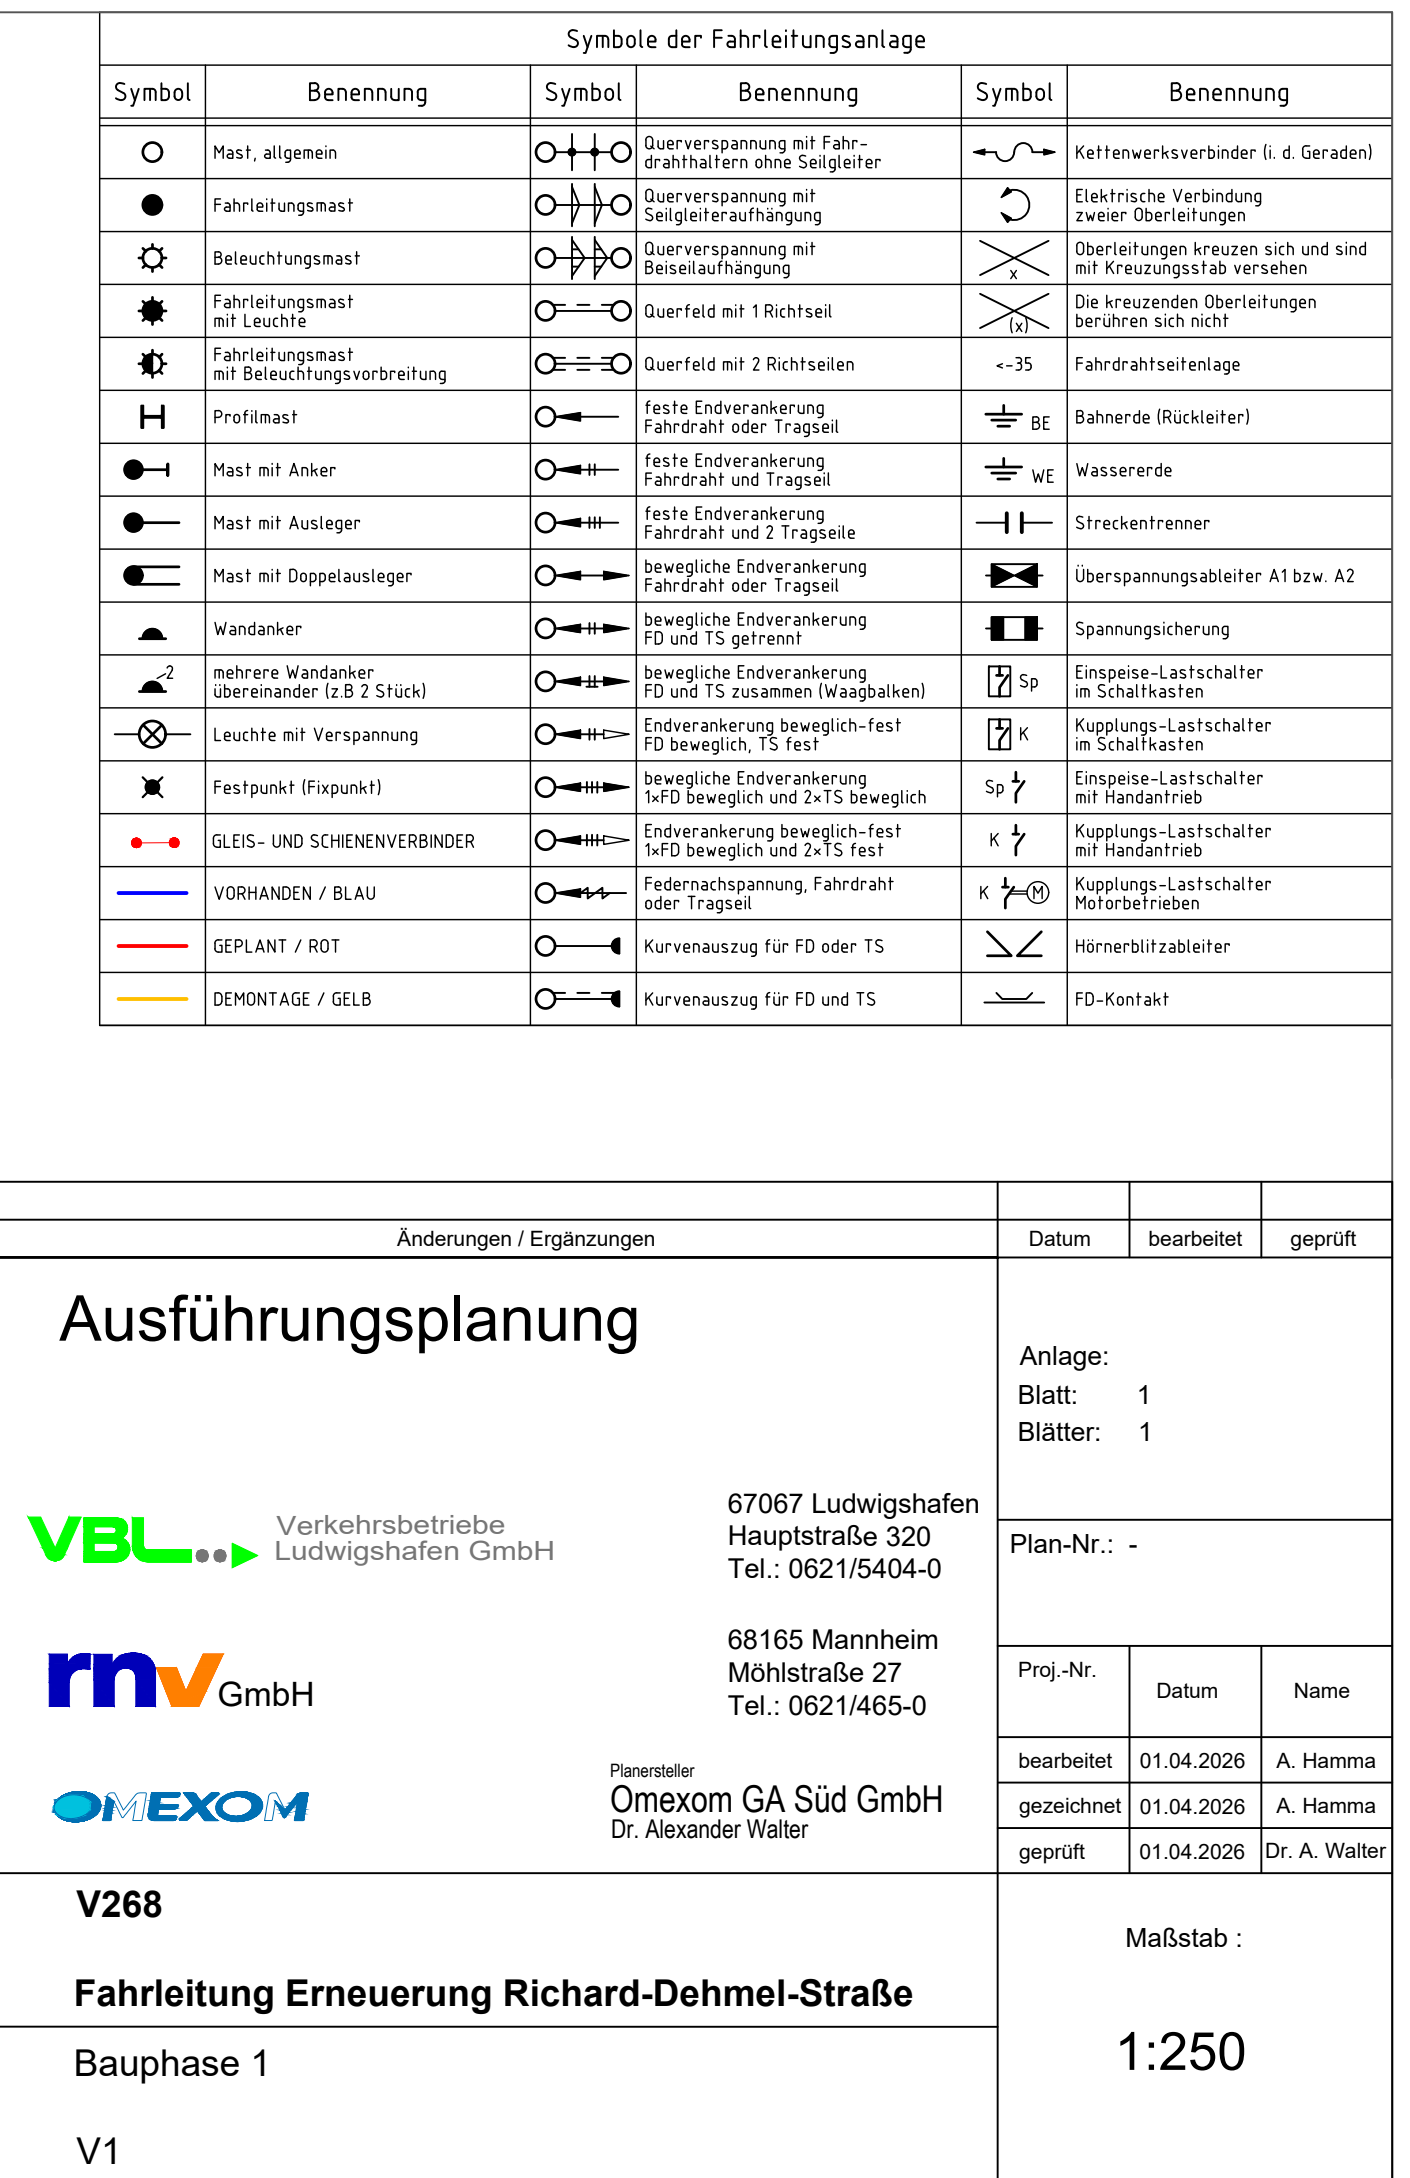 Symbole der Fahrleitungsanlage
Symbol Benennung Symbol Benennung Symbol Benennung
Mast, allgemein
Querverspannung mit Fahr-
drahthaltern ohne Seilgleiter
Kettenwerksverbinder (i. d. Geraden)
Fahrleitungsmast
Querverspannung mit
Seilgleiteraufhängung
Elektrische Verbindung
zweier Oberleitungen
Beleuchtungsmast
Querverspannung mit
Beiseilaufhängung
x
Oberleitungen kreuzen sich und sind
mit Kreuzungsstab versehen
Fahrleitungsmast
mit Leuchte
Querfeld mit 1 Richtseil
(x)
Die kreuzenden Oberleitungen
berühren sich nicht
Fahrleitungsmast
mit Beleuchtungsvorbreitung
Querfeld mit 2 Richtseilen
<-35
Fahrdrahtseitenlage
Profilmast
feste Endverankerung
Fahrdraht oder Tragseil
BE
Bahnerde (Rückleiter)
Mast mit Anker
feste Endverankerung
Fahrdraht und Tragseil
WE
Wassererde
Mast mit Ausleger
feste Endverankerung
Fahrdraht und 2 Tragseile
Streckentrenner
Mast mit Doppelausleger
bewegliche Endverankerung
Fahrdraht oder Tragseil
Überspannungsableiter A1 bzw. A2
Wandanker
bewegliche Endverankerung
FD und TS getrennt
Spannungsicherung
2
mehrere Wandanker
übereinander (z.B 2 Stück)
bewegliche Endverankerung
FD und TS zusammen (Waagbalken)
Sp
Einspeise-Lastschalter
im Schaltkasten
Leuchte mit Verspannung
Endverankerung beweglich-fest
FD beweglich, TS fest
K
Kupplungs-Lastschalter
im Schaltkasten
Festpunkt (Fixpunkt)
bewegliche Endverankerung
1×FD beweglich und 2×TS beweglich
Sp
Einspeise-Lastschalter
mit Handantrieb
GLEIS- UND SCHIENENVERBINDER
Endverankerung beweglich-fest
1×FD beweglich und 2×TS fest
K
Kupplungs-Lastschalter
mit Handantrieb
VORHANDEN / BLAU
Federnachspannung, Fahrdraht
oder Tragseil
K M
Kupplungs-Lastschalter
Motorbetrieben
GEPLANT / ROT
Kurvenauszug für FD oder TS
Hörnerblitzableiter
DEMONTAGE / GELB
Kurvenauszug für FD und TS
FD-Kontakt
Änderungen / Ergänzungen Datum bearbeitet geprüft
Ausführungsplanung
Anlage:
Blatt: 1
Blätter: 1
VBL
Verkehrsbetriebe
Ludwigshafen GmbH
67067 Ludwigshafen
Hauptstraße 320
Tel.: 0621/5404-0
Plan-Nr.: -
rnv GmbH
68165 Mannheim
Möhlstraße 27
Tel.: 0621/465-0
Proj.-Nr. Datum Name
OMEXOM
Planersteller
Omexom GA Süd GmbH
Dr. Alexander Walter
bearbeitet 01.04.2026 A. Hamma
gezeichnet 01.04.2026 A. Hamma
geprüft 01.04.2026 Dr. A. Walter
V268
Fahrleitung Erneuerung Richard-Dehmel-Straße
Maßstab :
1:250
Bauphase 1
V1